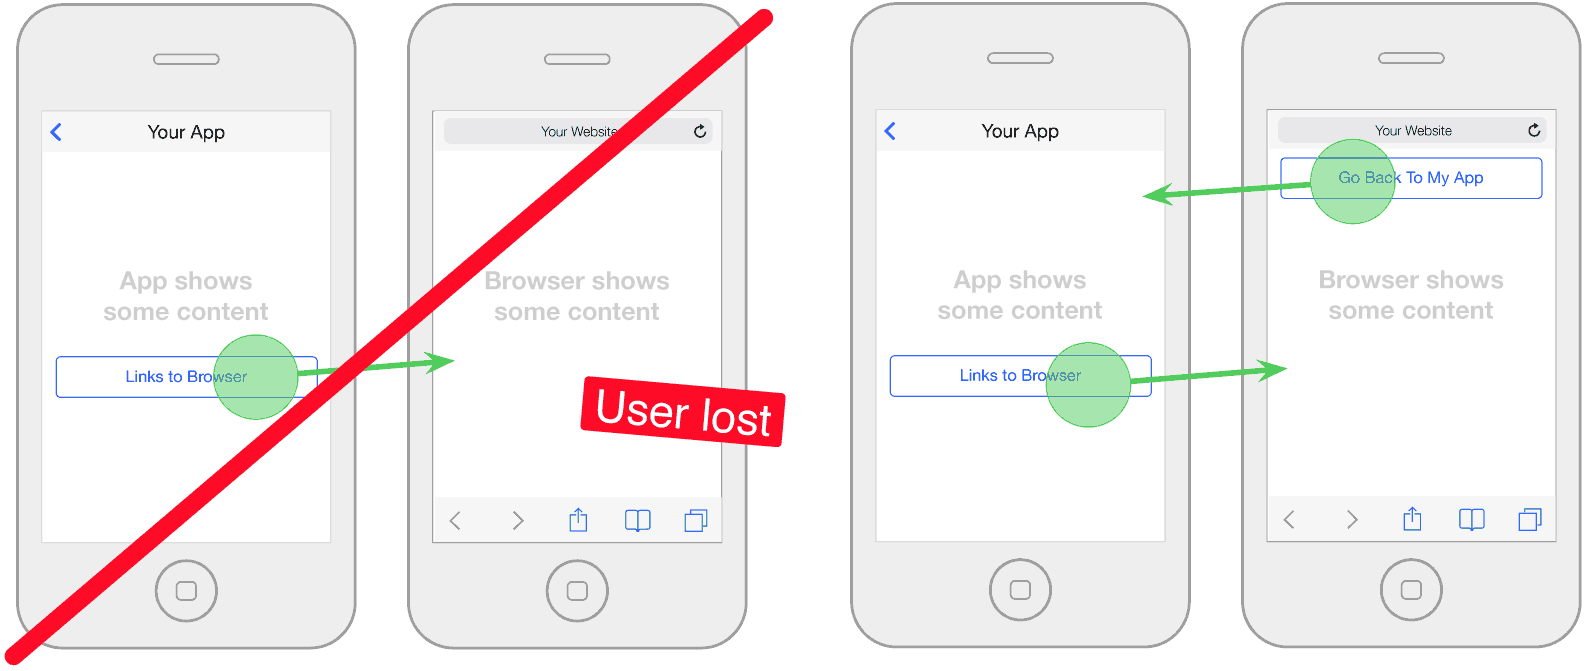 Your App
App shows
some content
Links to Browser
Your Website
Browser shows
some content
User lost
Your App
App shows
some content
Links to Browser
Your Website
Go Back To My App
Browser shows
some content